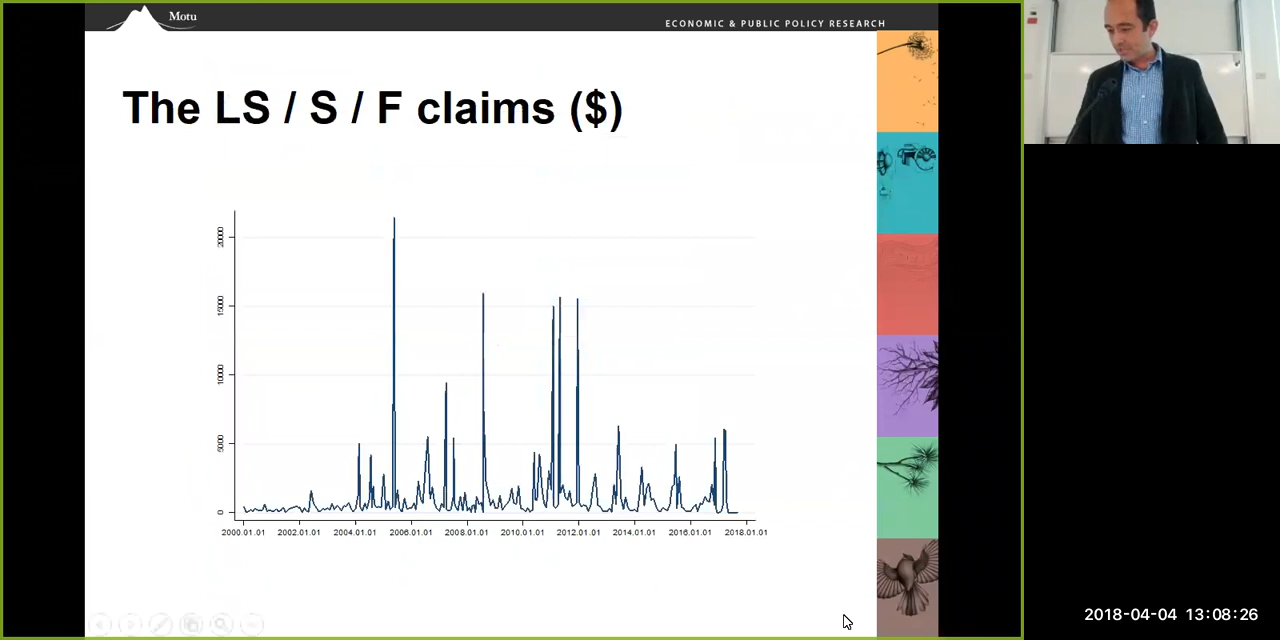 Motu
ECONOMIC & PUBLIC POLICY RESEARCH
The LS / S / F claims ($)
20000
15000
10000
5000
0
2000.01.01 2002.01.01 2004.01.01 2006.01.01 2008.01.01 2010.01.01 2012.01.01 2014.01.01 2016.01.01 2018.01.01
2018-04-04 13:08:26